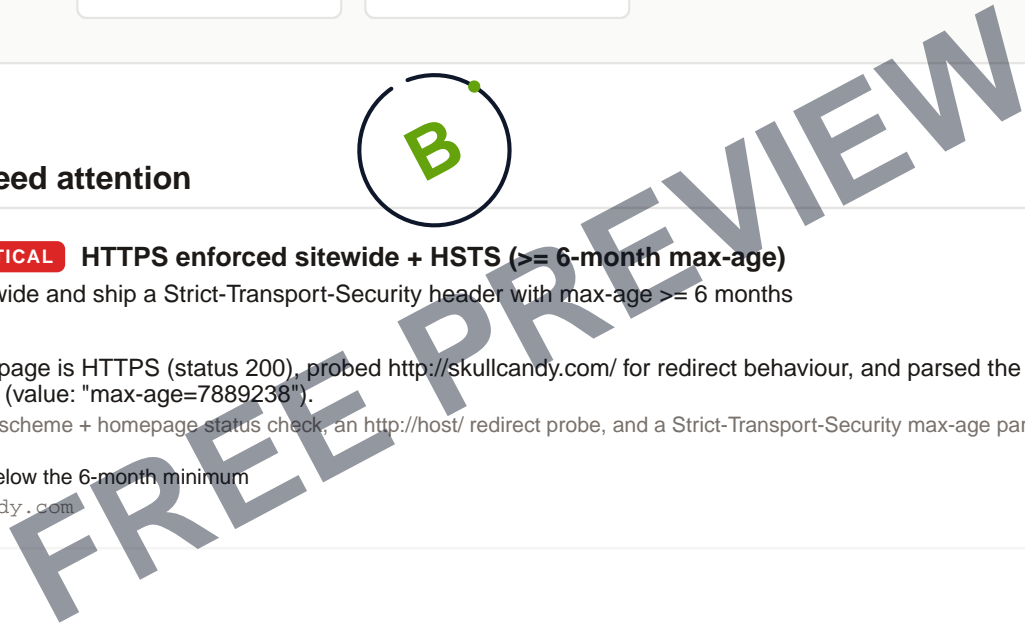 B
eed attention
TICAL HTTPS enforced sitewide + HSTS (>= 6-month max-age)
wide and ship a Strict-Transport-Security header with max-age >= 6 months
page is HTTPS (status 200), probed http://skullcandy.com/ for redirect behaviour, and parsed the
(value: "max-age=7889238").
scheme + homepage status check, an http://host/ redirect probe, and a Strict-Transport-Security max-age par
elow the 6-month minimum
dy.com
FREE PREVIEW